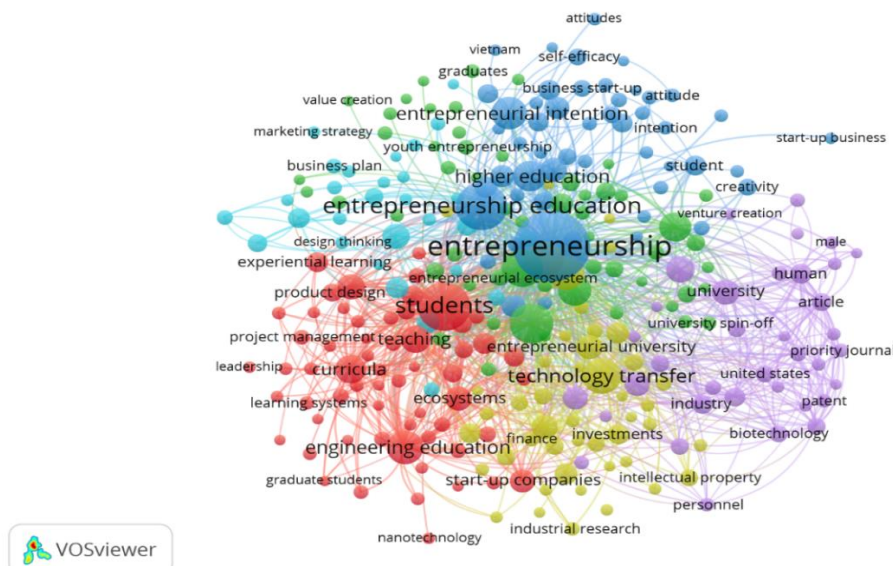 attitudes
vietnam
self-efficacy
graduates
business start-up
attitude
value creation
entrepreneurial intention
intention
marketing strategy
youth entrepreneurship
start-up business
business plan
higher education
student
creativity
entrepreneurship education
venture creation
design thinking
entrepreneurship
male
experiential learning
entrepreneurial ecosystem
human
product design
students
university
article
project management
teaching
entrepreneurial university
university spin-off
leadership
curricula
technology transfer
united states
priority journal
learning systems
ecosystems
industry
patent
engineering education
finance
investments
biotechnology
graduate students
start-up companies
intellectual property
personnel
nanotechnology
industrial research
VOSviewer